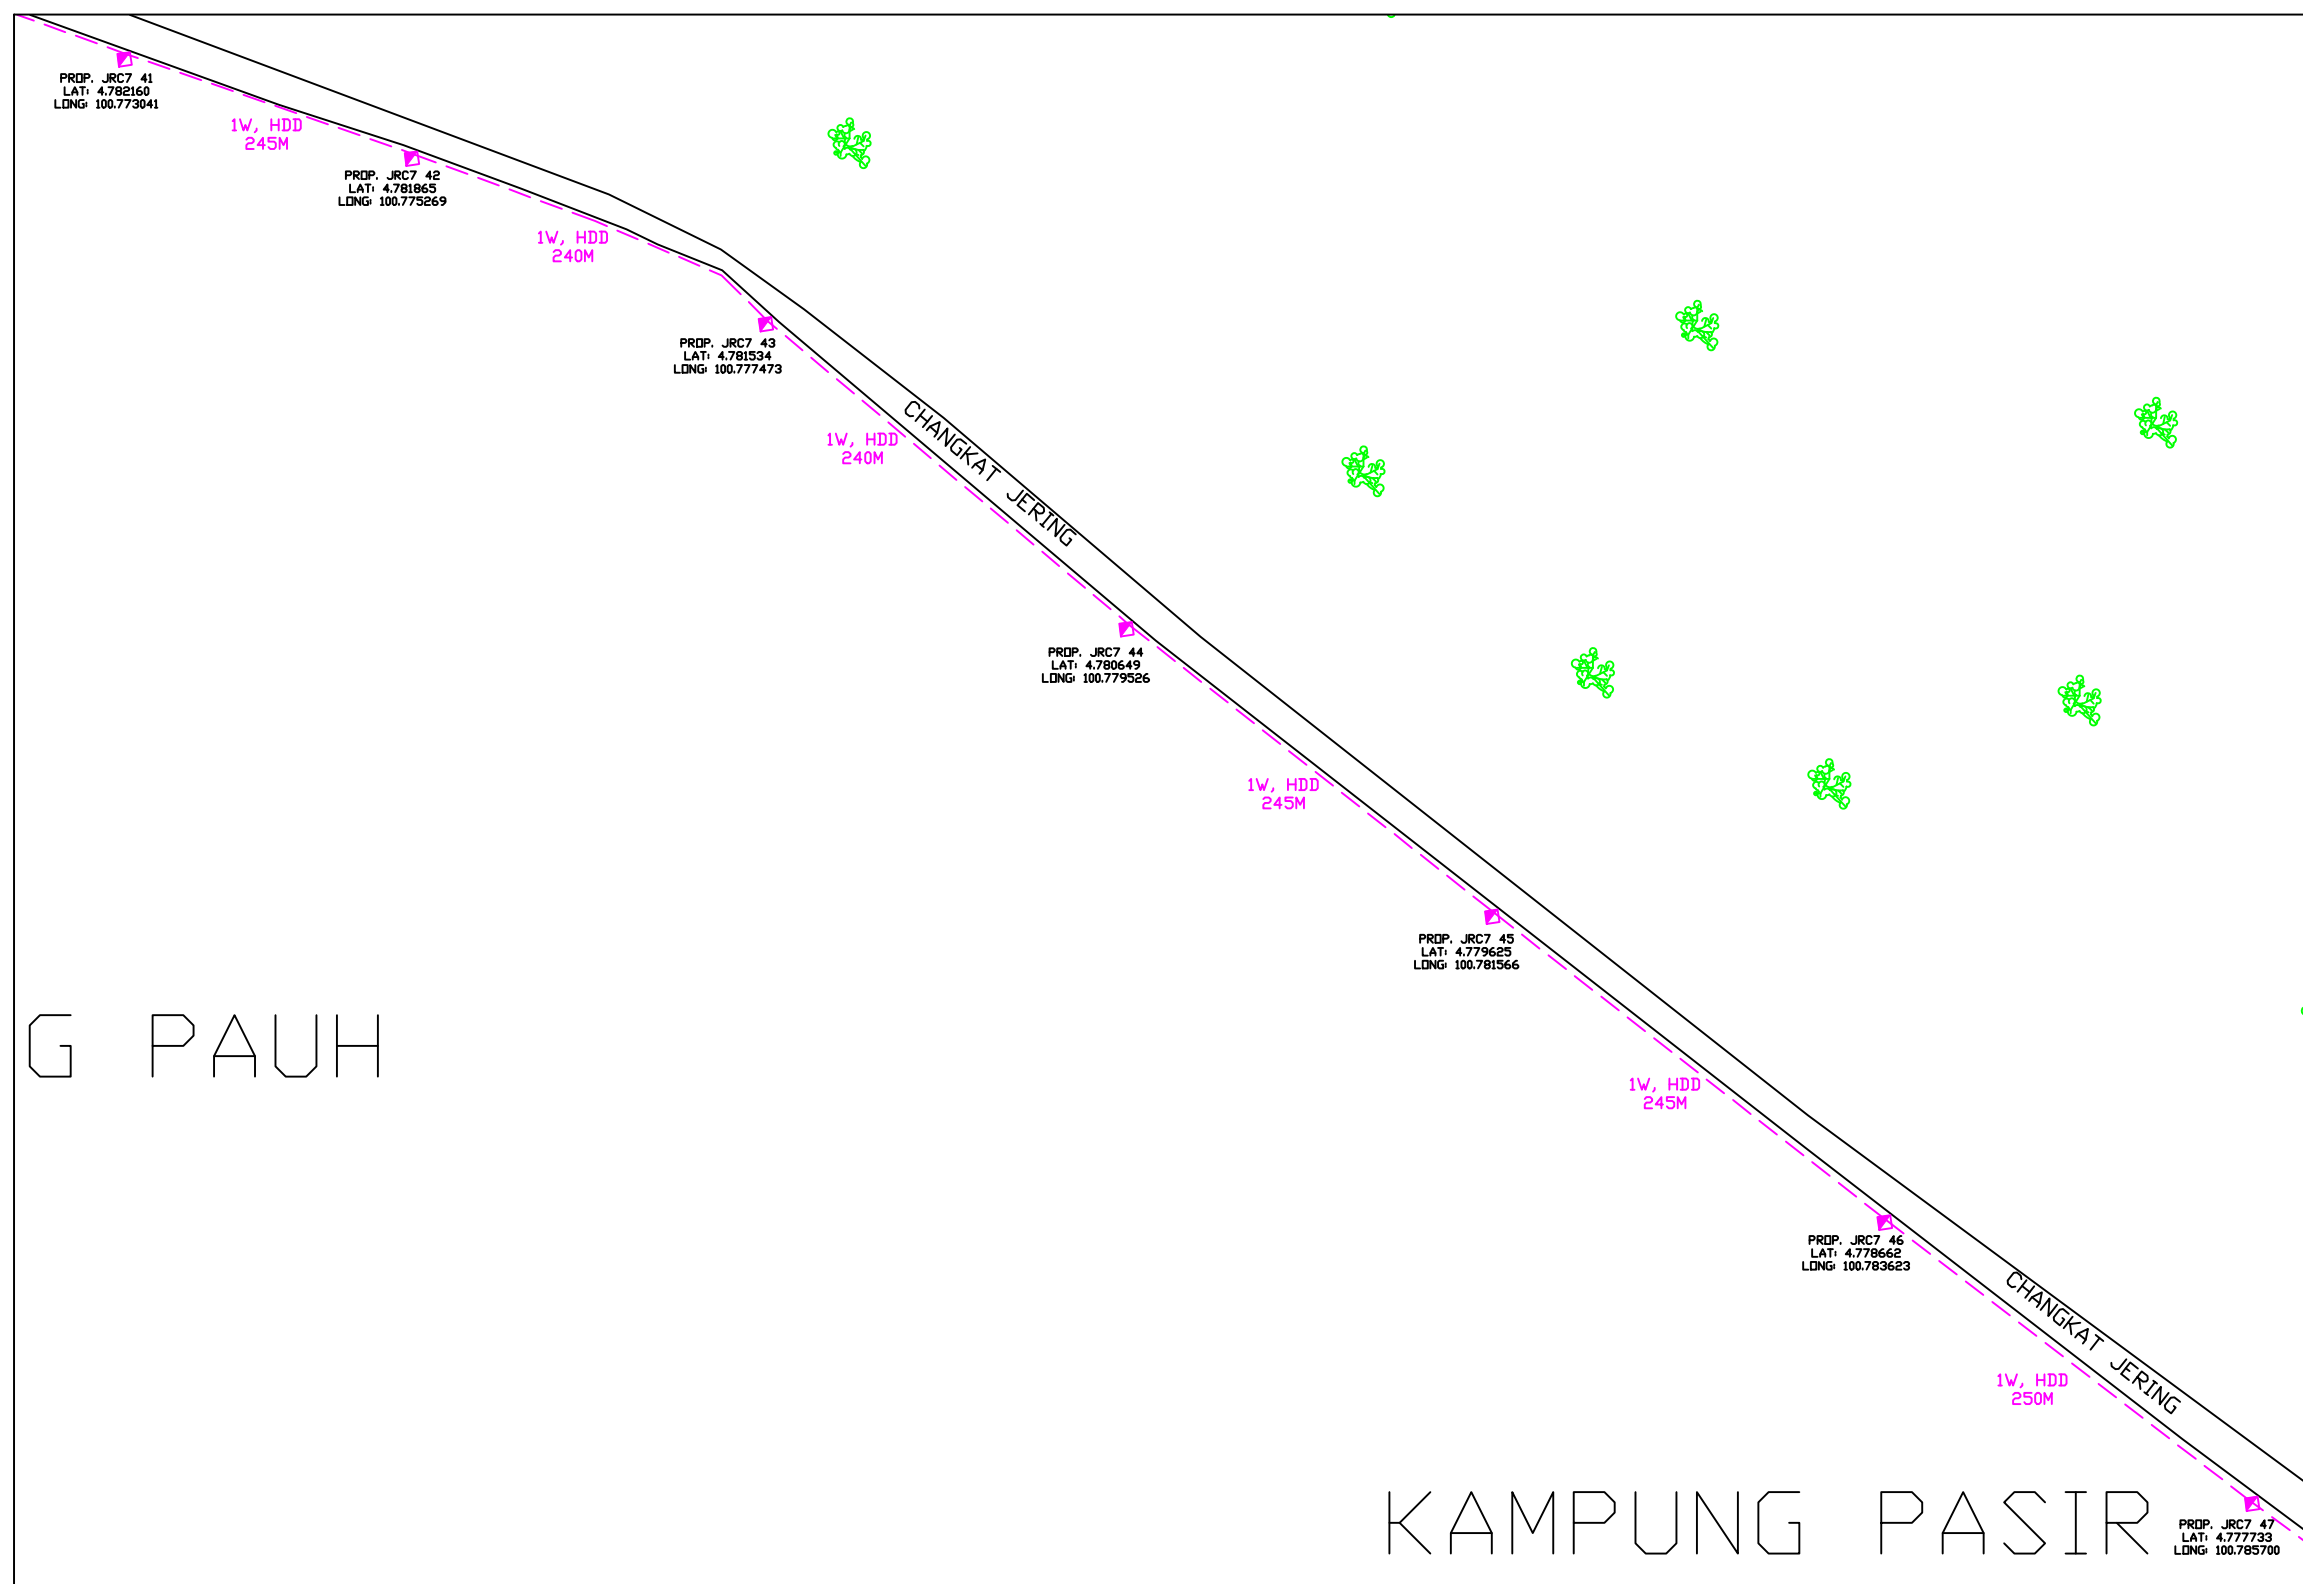 PROP. JRC7 41
LAT: 4.782160
LONG: 100.773041
1W, HDD
245M
PROP. JRC7 42
LAT: 4.781865
LONG: 100.775269
1W, HDD
240M
PROP. JRC7 43
LAT: 4.781534
LONG: 100.777473
1W, HDD
240M
CHANGKAT JERING
PROP. JRC7 44
LAT: 4.780649
LONG: 100.779526
1W, HDD
245M
PROP. JRC7 45
LAT: 4.779625
LONG: 100.781566
G PAUH
1W, HDD
245M
PROP. JRC7 46
LAT: 4.778662
LONG: 100.783623
CHANGKAT JERING
1W, HDD
250M
KAMPUNG PASIR
PROP. JRC7 47
LAT: 4.777733
LONG: 100.785700